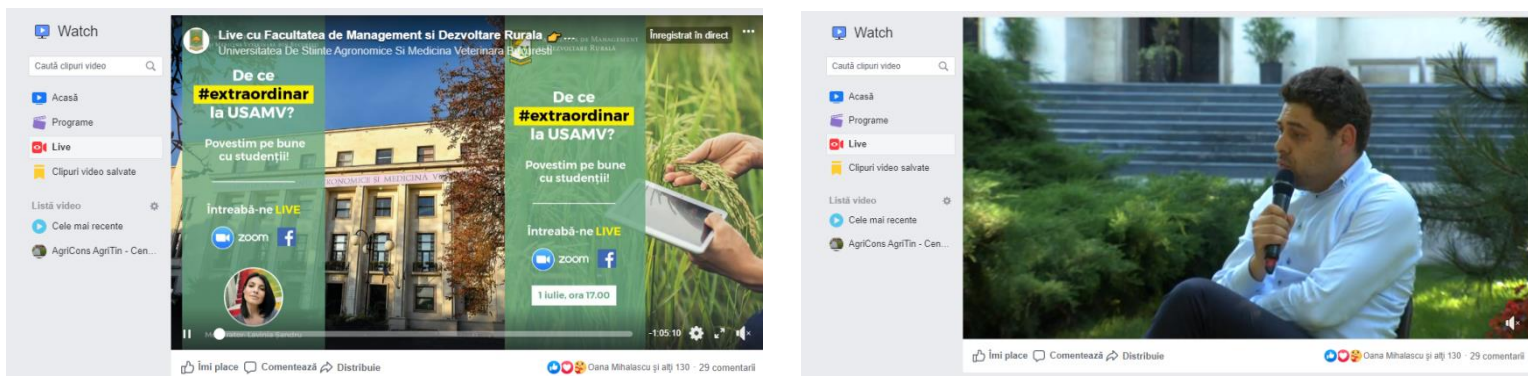 Watch
Caută clipuri video
Acasă
Programe
Live
Clipuri video salvate
Listă video
Cele mai recente
AgriCons AgriTin - Cen...
Live cu Facultatea de Management si Dezvoltare Rurala 👉...
Universitatea De Stiinte Agronomice Si Medicina Veterinara Bucuresti
Înregistrat în direct
De ce
#extraordinar
la USAMV?
Povestim pe bune
cu studenții!
Întreabă-ne LIVE
zoom
Moderator: Lavinia Șandru
De ce
#extraordinar
la USAMV?
Povestim pe bune
cu studenții!
Întreabă-ne LIVE
zoom
1 iulie, ora 17.00
-1:05:10
Îmi place Comentează Distribuie
Oana Mihalascu și alți 130 · 29 comentarii
Watch
Caută clipuri video
Acasă
Programe
Live
Clipuri video salvate
Listă video
Cele mai recente
AgriCons AgriTin - Cen...
Îmi place Comentează Distribuie
Oana Mihalascu și alți 130 · 29 comentarii